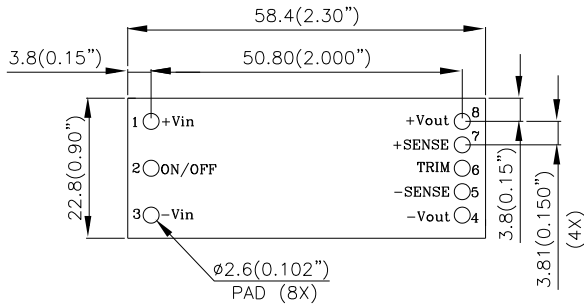 58.4(2.30”)
3.8(0.15”)
50.80(2.000”)
22.8(0.90”)
1 +Vin
2 ON/OFF
3 -Vin
+Vout 8
+SENSE 7
TRIM 6
-SENSE 5
-Vout 4
3.8(0.15”)
3.81(0.150”)
(4X)
ø2.6(0.102”)
PAD (8X)